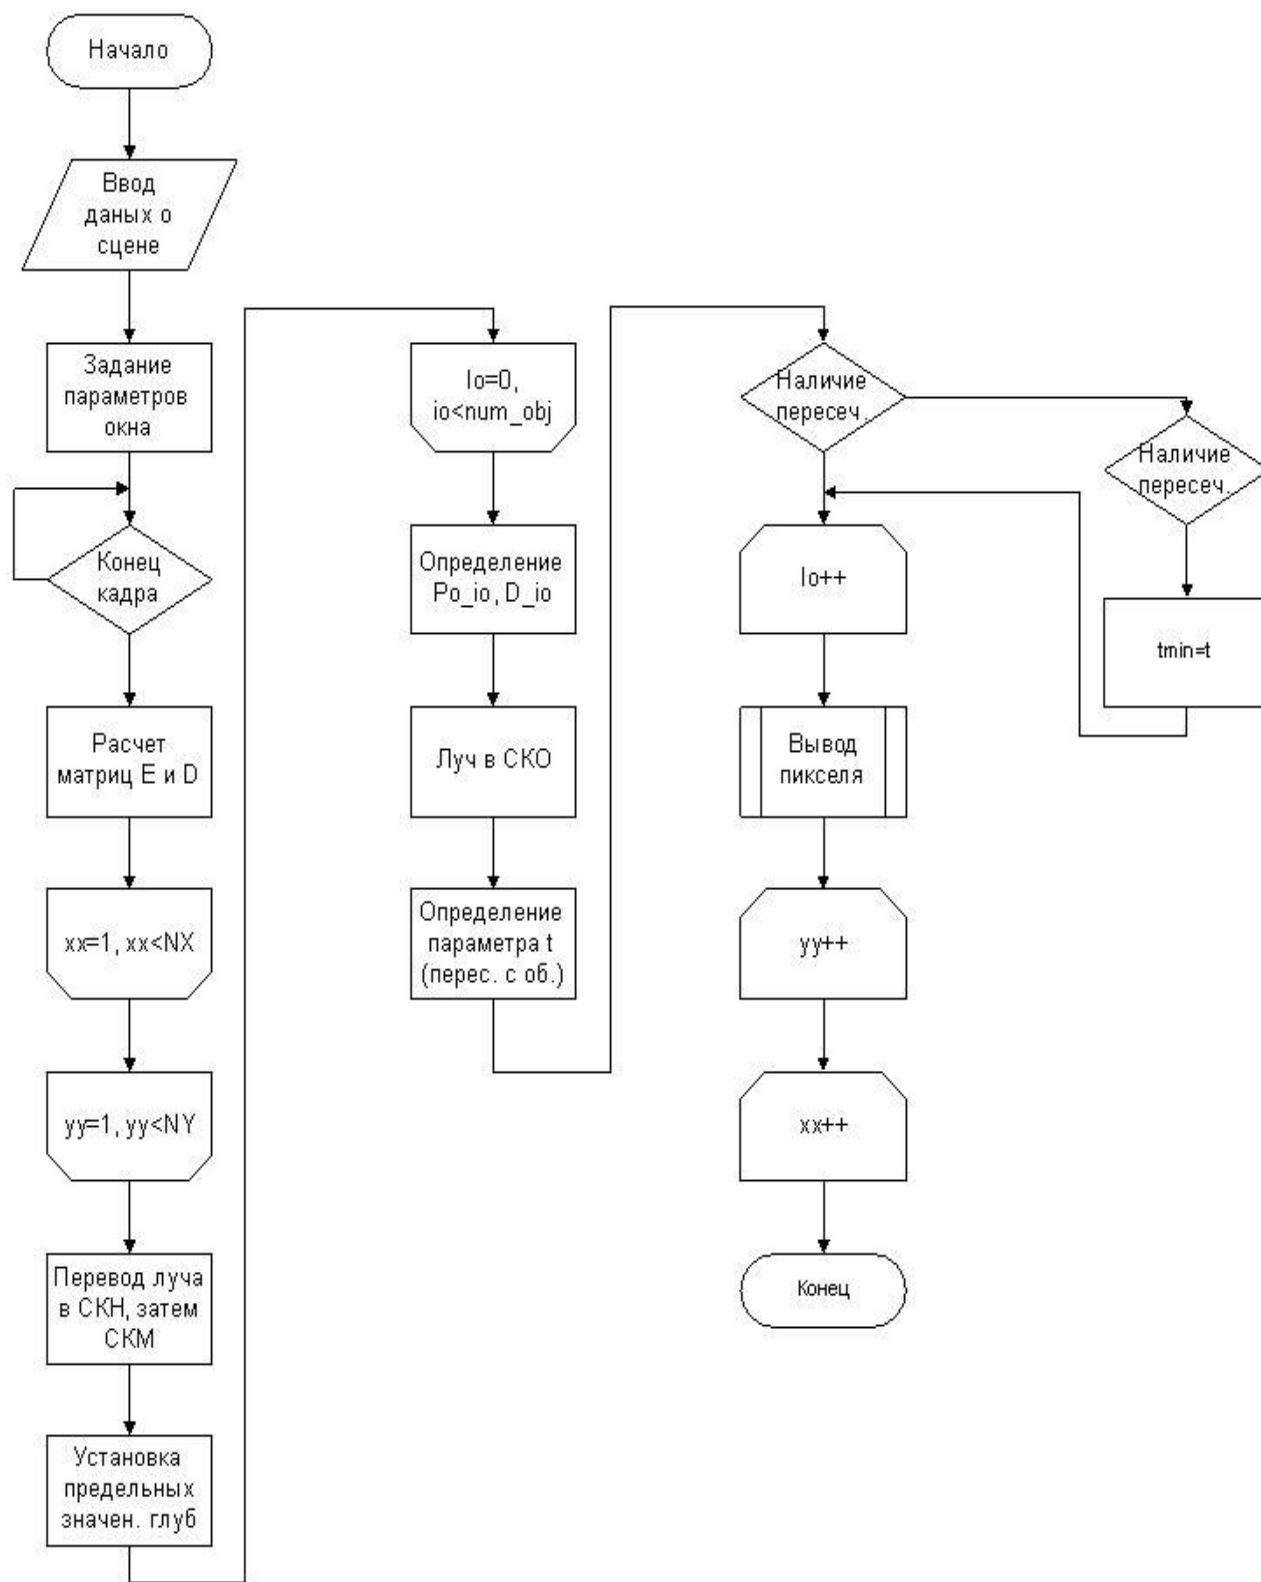 Начало
Ввод
даных о
сцене
Задание
параметров
окна
Конец
кадра
Расчет
матриц E и D
xx=1, xx<NX
yy=1, yy<NY
Перевод луча
в СКН, затем
СКМ
Установка
предельных
значен. глуб
Io=0,
io<num_obj
Определение
Po_io, D_io
Луч в СКО
Определение
параметра t
(перес. с об.)
Наличие
пересеч.
Io++
Вывод
пикселя
yy++
xx++
Конец
Наличие
пересеч.
tmin=t